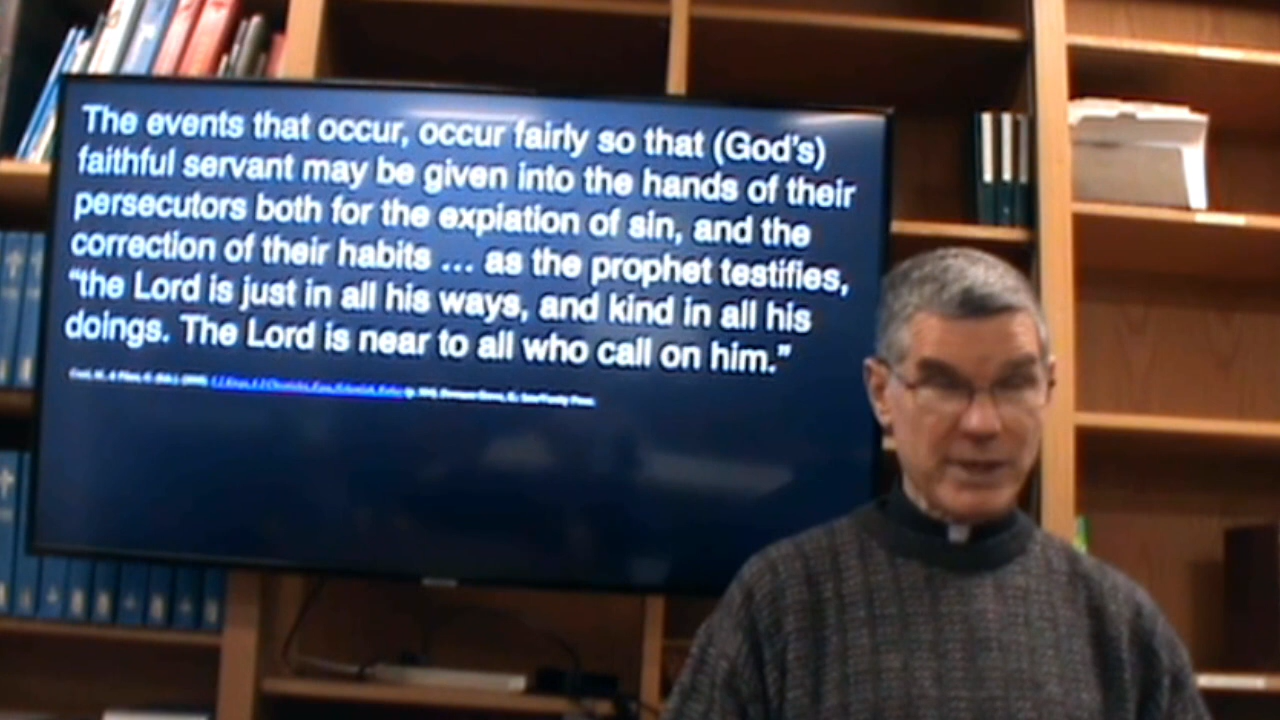 The events that occur, occur fairly so that (God's)
faithful servant may be given into the hands of their
persecutors both for the expiation of sin, and the
correction of their habits … as the prophet testifies,
“the Lord is just in all his ways, and kind in all his
doings. The Lord is near to all who call on him.”
InterVarsity Press.